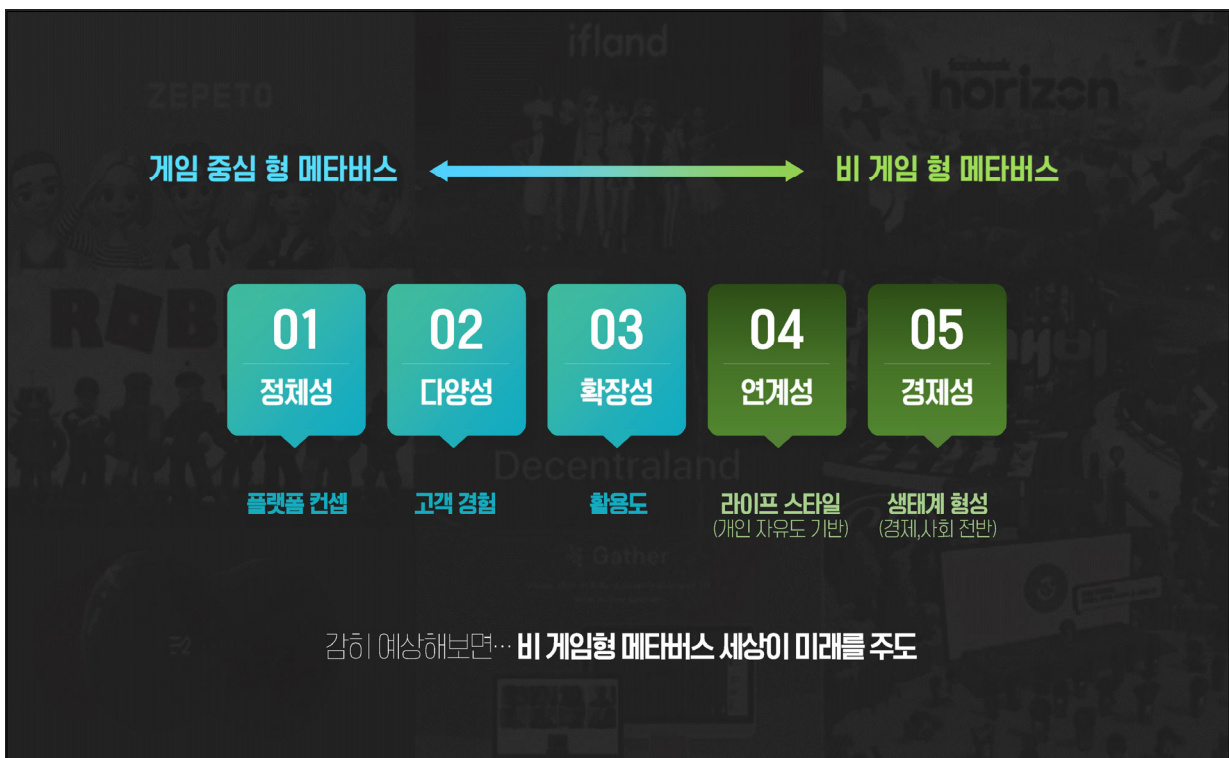 ifland
ZEPETO
facebook
horizon
게임 중심 형 메타버스
비 게임 형 메타버스
01
정체성
02
다양성
03
확장성
04
연계성
05
경제성
Decentraland
플랫폼 컨셉
고객 경험
활용도
라이프 스타일
(개인 자유도 기반)
생태계 형성
(경제,사회 전반)
Gather
감히 예상해보면… 비 게임형 메타버스 세상이 미래를 주도